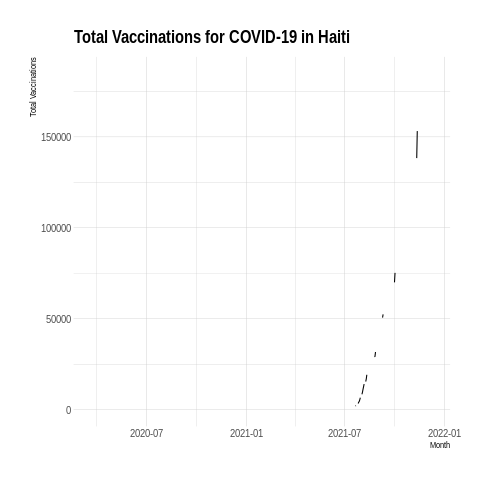 Total Vaccinations for COVID-19 in Haiti
Total Vaccinations
150000
100000
50000
0
2020-07 2021-01 2021-07 2022-01
Month